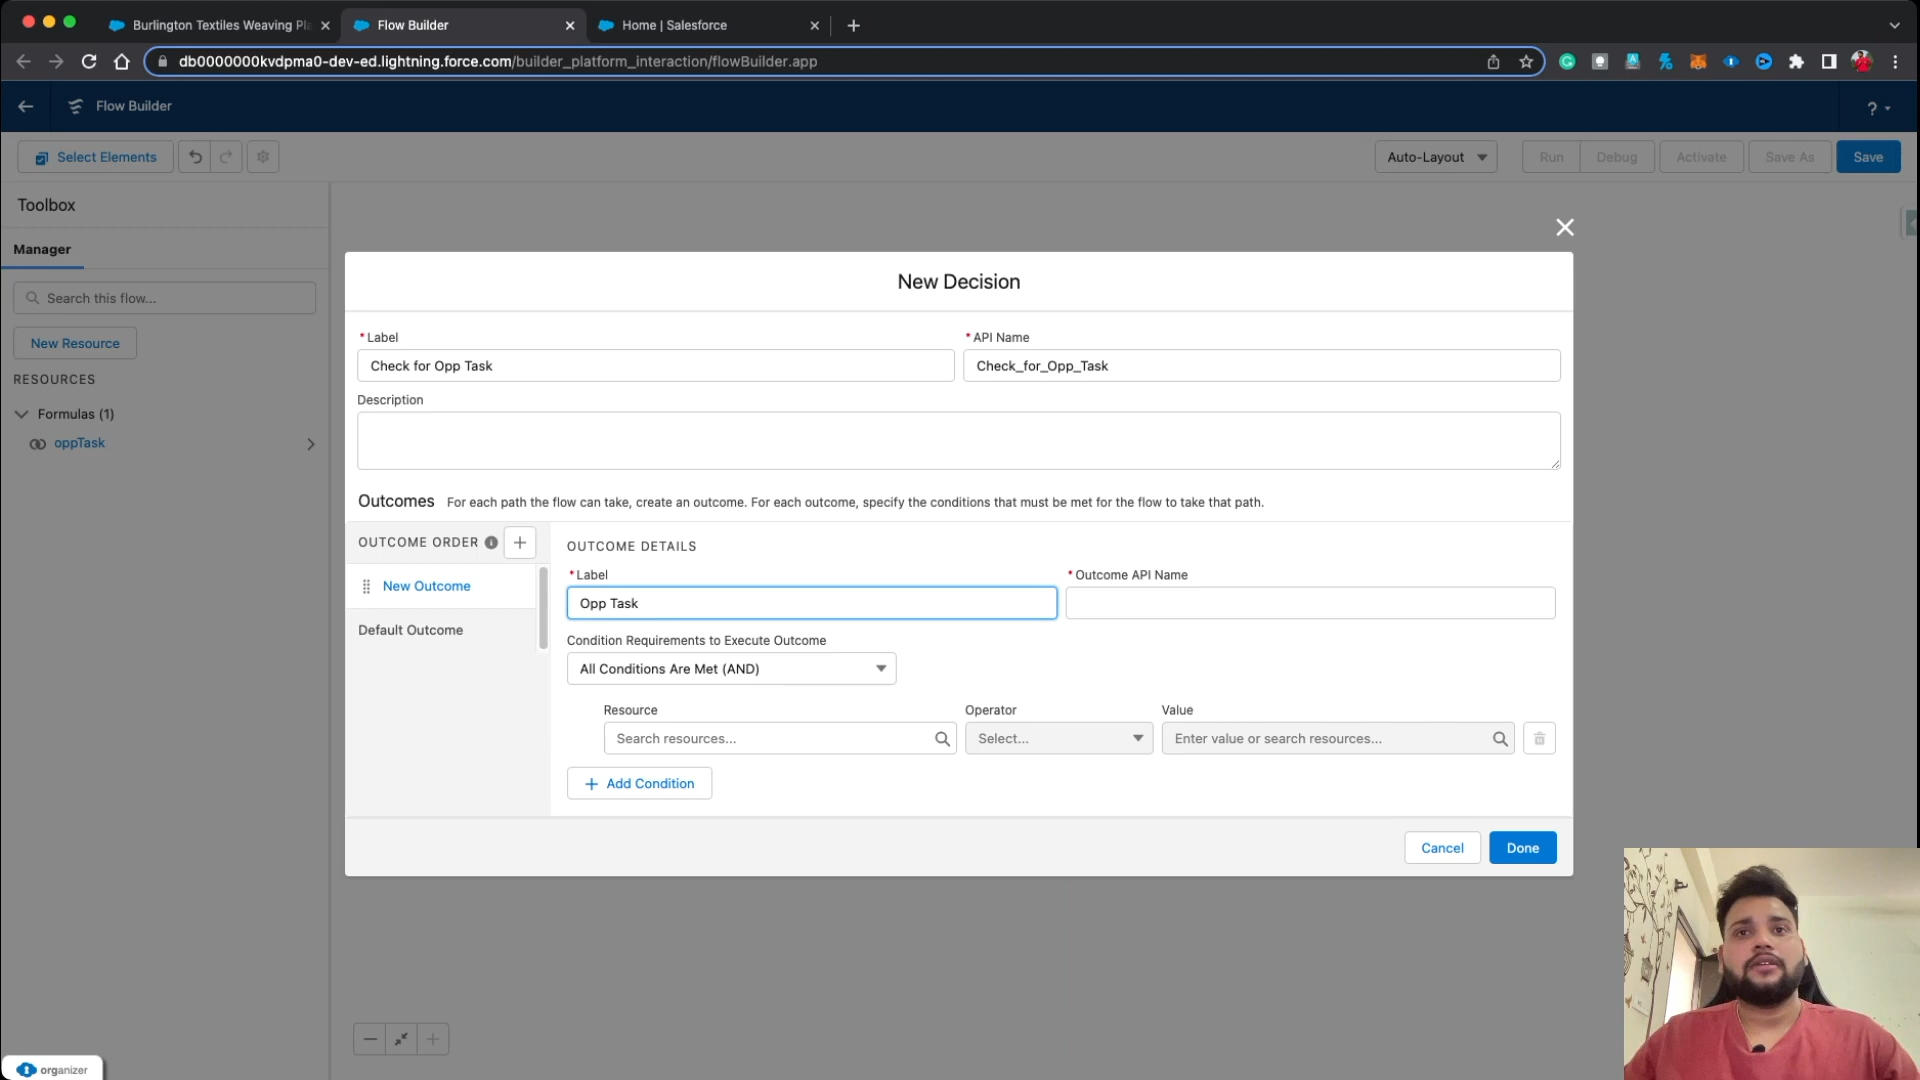 Burlington Textiles Weaving Pla
Flow Builder
Home | Salesforce
db0000000kvdpma0-dev-ed.lightning.force.com/builder_platform_interaction/flowBuilder.app
Flow Builder
?
Select Elements
Auto-Layout
Run
Debug
Activate
Save As
Save
Toolbox
Manager
Search this flow...
New Resource
RESOURCES
Formulas (1)
oppTask
New Decision
* Label
* API Name
Check for Opp Task
Check_for_Opp_Task
Description
Outcomes For each path the flow can take, create an outcome. For each outcome, specify the conditions that must be met for the flow to take that path.
OUTCOME ORDER
OUTCOME DETAILS
New Outcome
Default Outcome
* Label
* Outcome API Name
Opp Task
Condition Requirements to Execute Outcome
All Conditions Are Met (AND)
Resource
Operator
Value
Search resources...
Select...
Enter value or search resources...
+ Add Condition
Cancel
Done
organizer